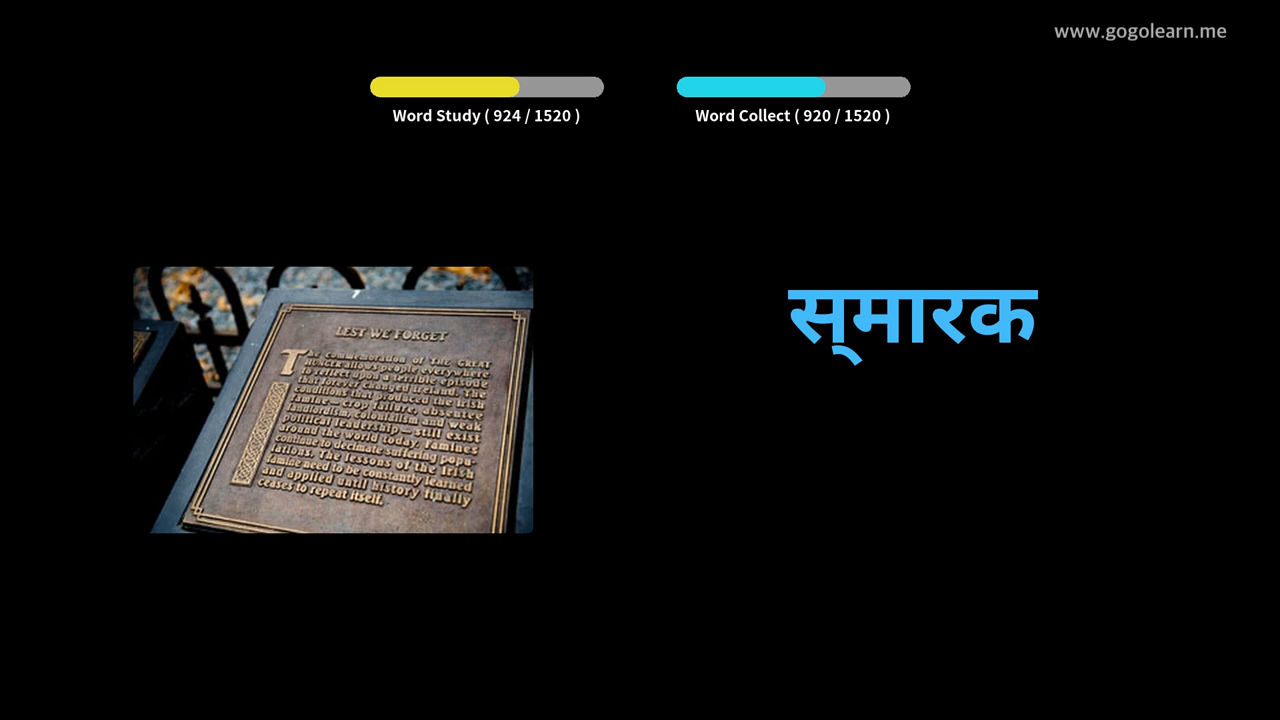 www.gogolearn.me
Word Study ( 924 / 1520 )
Word Collect ( 920 / 1520 )
स्मारक
LEST WE FORGET
The commemoration of THE GREAT
HUNGER allows people everywhere
to reflect upon a terrible episode
that forever changed Ireland. The
conditions that produced the Irish
famine — crop failure, absentee
landlordism, colonialism and weak
political leadership — still exist
around the world today. Famines
continue to decimate suffering popu-
lations. The lessons of the Irish
famine need to be constantly learned
and applied until history finally
ceases to repeat itself.